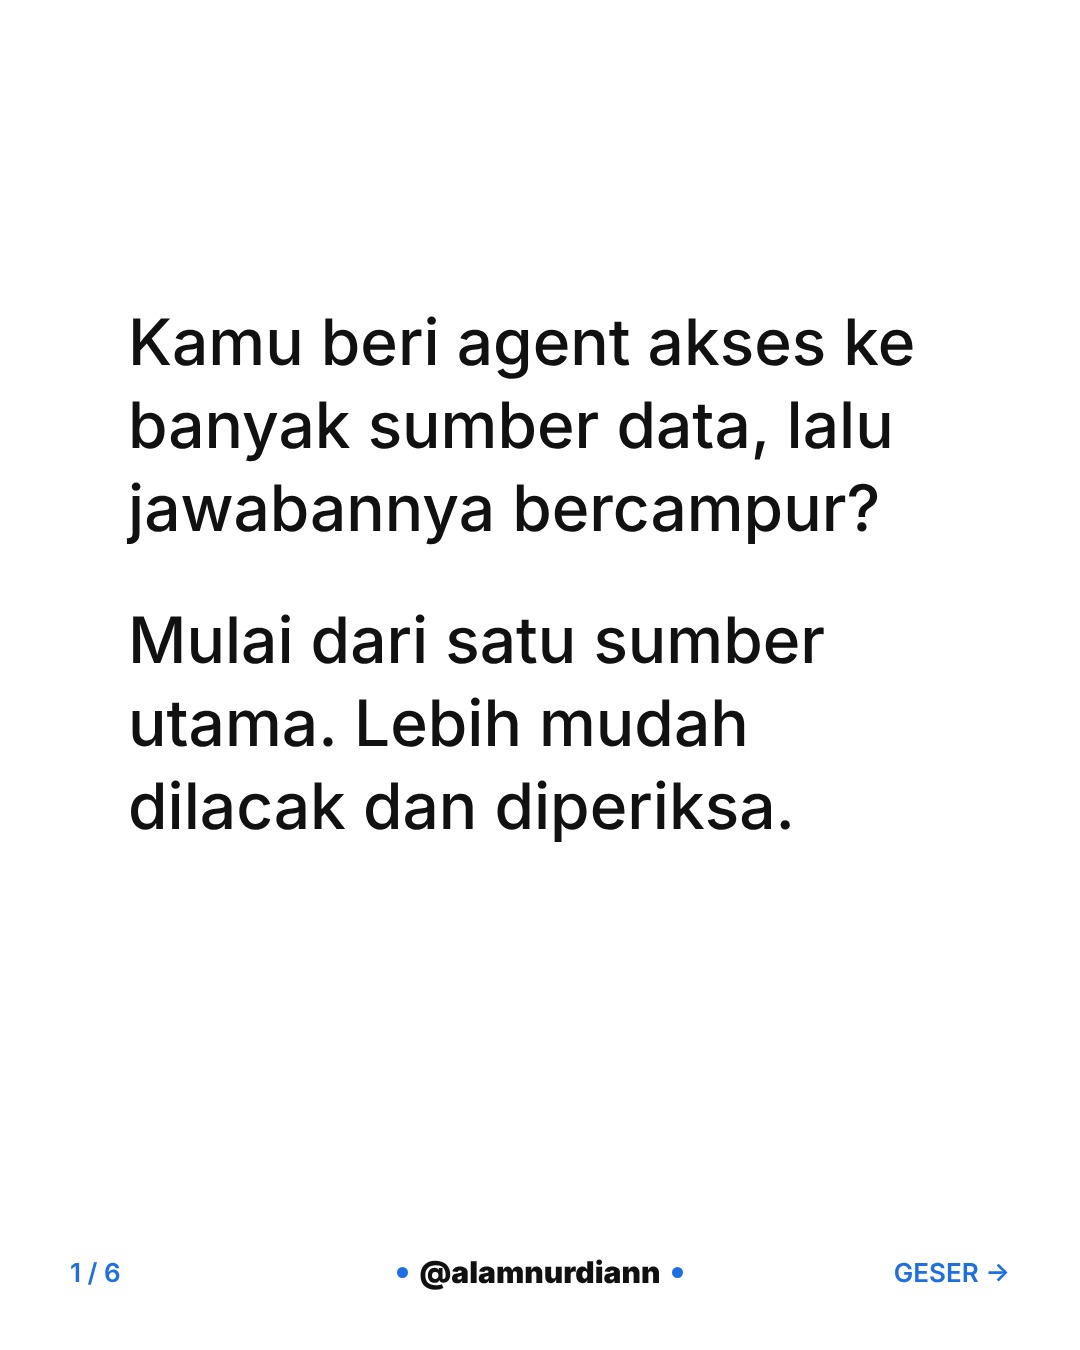 Kamu beri agent akses ke
banyak sumber data, lalu
jawabannya bercampur?
Mulai dari satu sumber
utama. Lebih mudah
dilacak dan diperiksa.
1 / 6
• @alamnurdiann •
GESER →